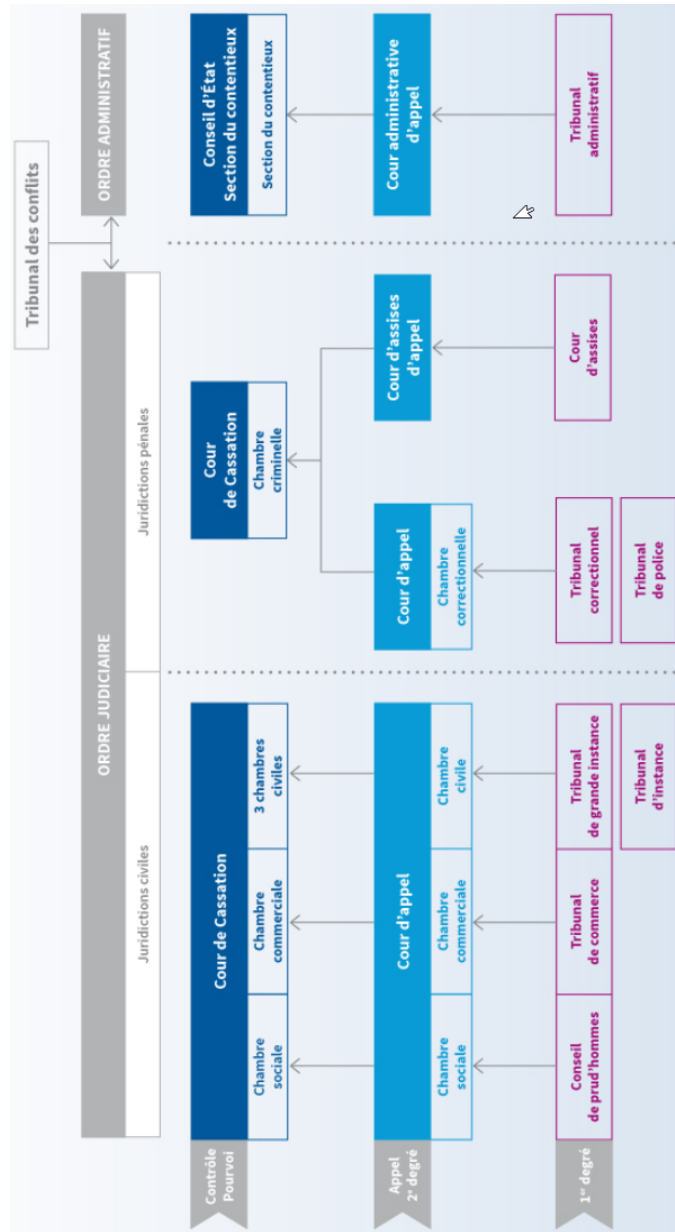 Tribunal des conflits
ORDRE JUDICIAIRE
ORDRE ADMINISTRATIF
Juridictions civiles
Juridictions pénales
Contrôle
Pourvoi
Cour de Cassation
Chambre
sociale
Chambre
commerciale
3 chambres
civiles
Cour
de Cassation
Chambre
criminelle
Conseil d'État
Section du contentieux
Section du contentieux
Appel
2e degré
Cour d'appel
Chambre
sociale
Chambre
commerciale
Chambre
civile
Cour d'appel
Chambre
correctionnelle
Cour d'assises
d'appel
Cour administrative
d'appel
1er degré
Conseil
de prud'hommes
Tribunal
de commerce
Tribunal
de grande instance
Tribunal
d'instance
Tribunal
correctionnel
Tribunal
de police
Cour
d'assises
Tribunal
administratif